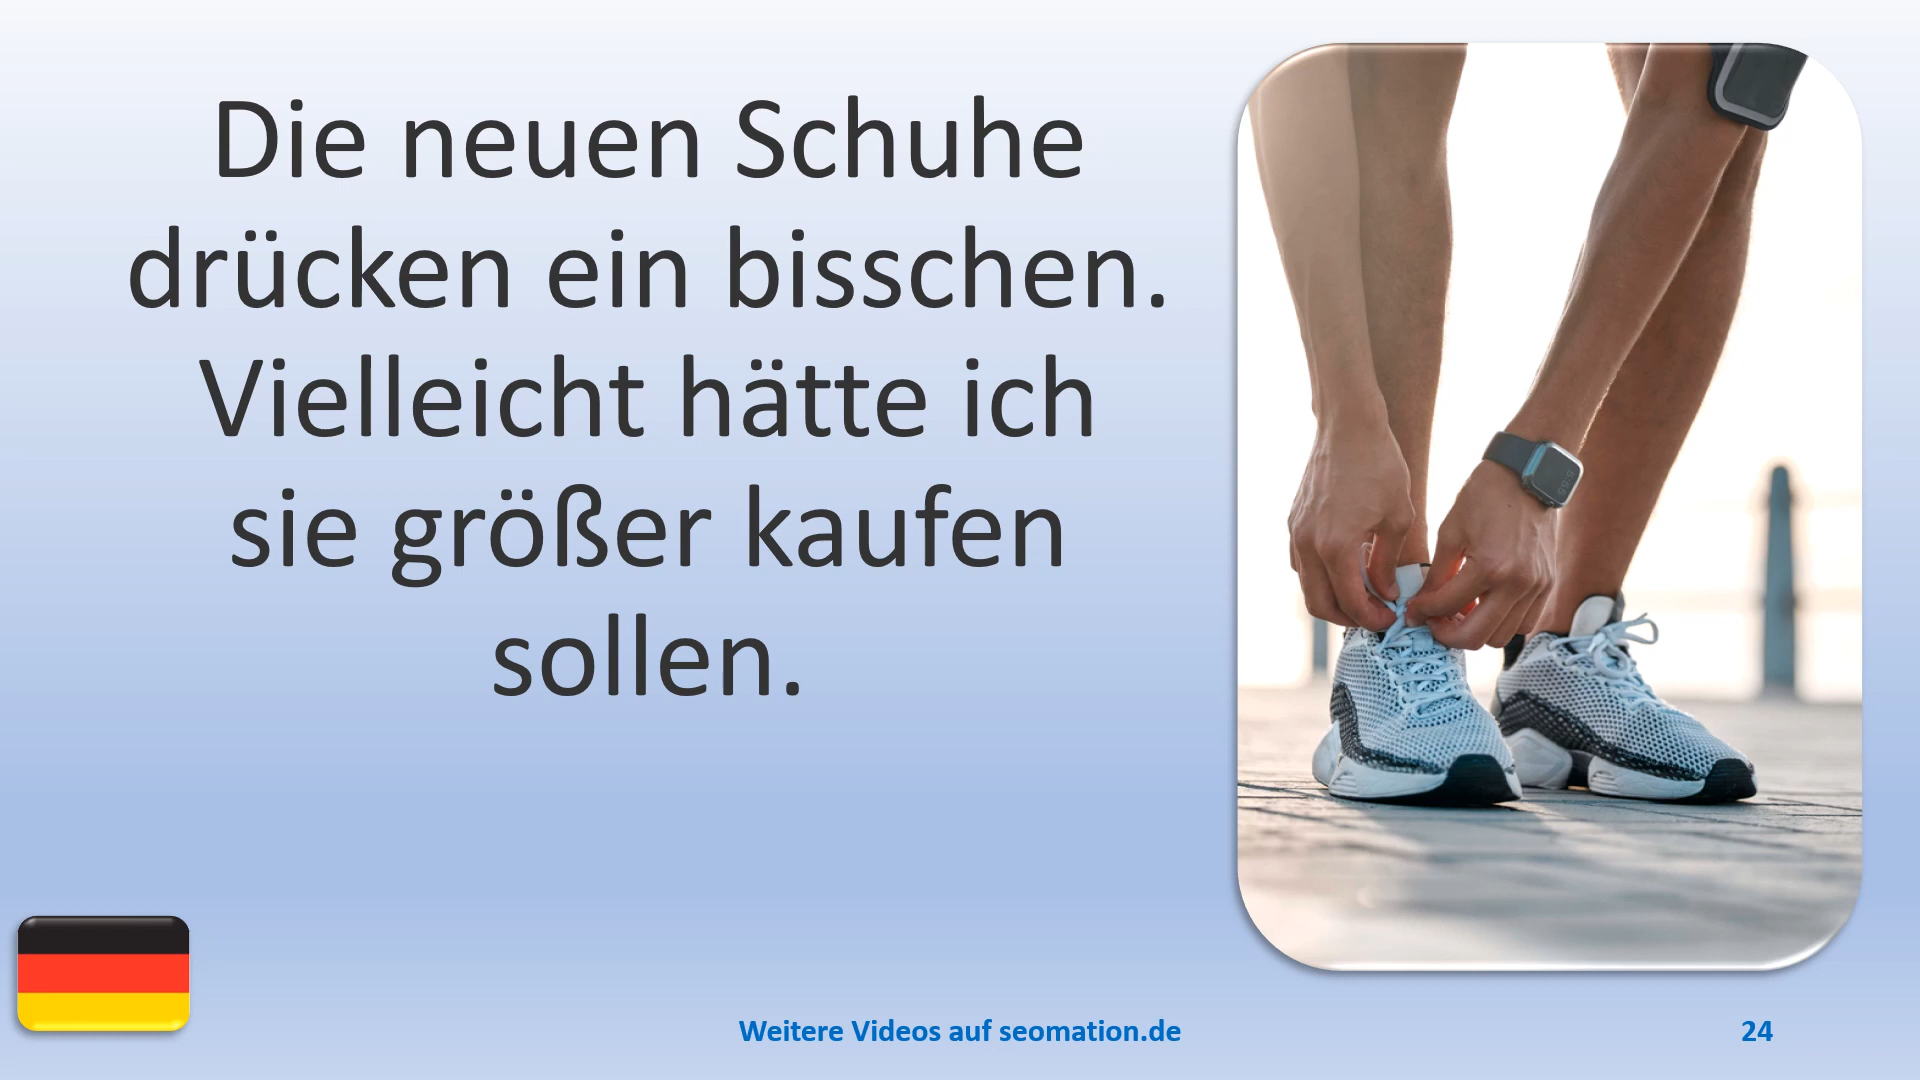 Die neuen Schuhe
drücken ein bisschen.
Vielleicht hätte ich
sie größer kaufen
sollen.
Weitere Videos auf seomation.de
24